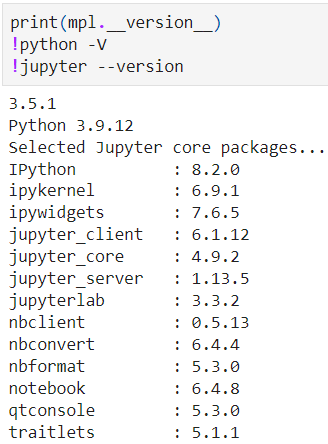 print(mpl.__version__)
!python -V
!jupyter --version
3.5.1
Python 3.9.12
Selected Jupyter core packages...
IPython          : 8.2.0
ipykernel        : 6.9.1
ipywidgets       : 7.6.5
jupyter_client   : 6.1.12
jupyter_core     : 4.9.2
jupyter_server   : 1.13.5
jupyterlab       : 3.3.2
nbclient         : 0.5.13
nbconvert        : 6.4.4
nbformat         : 5.3.0
notebook         : 6.4.8
qtconsole        : 5.3.0
traitlets        : 5.1.1